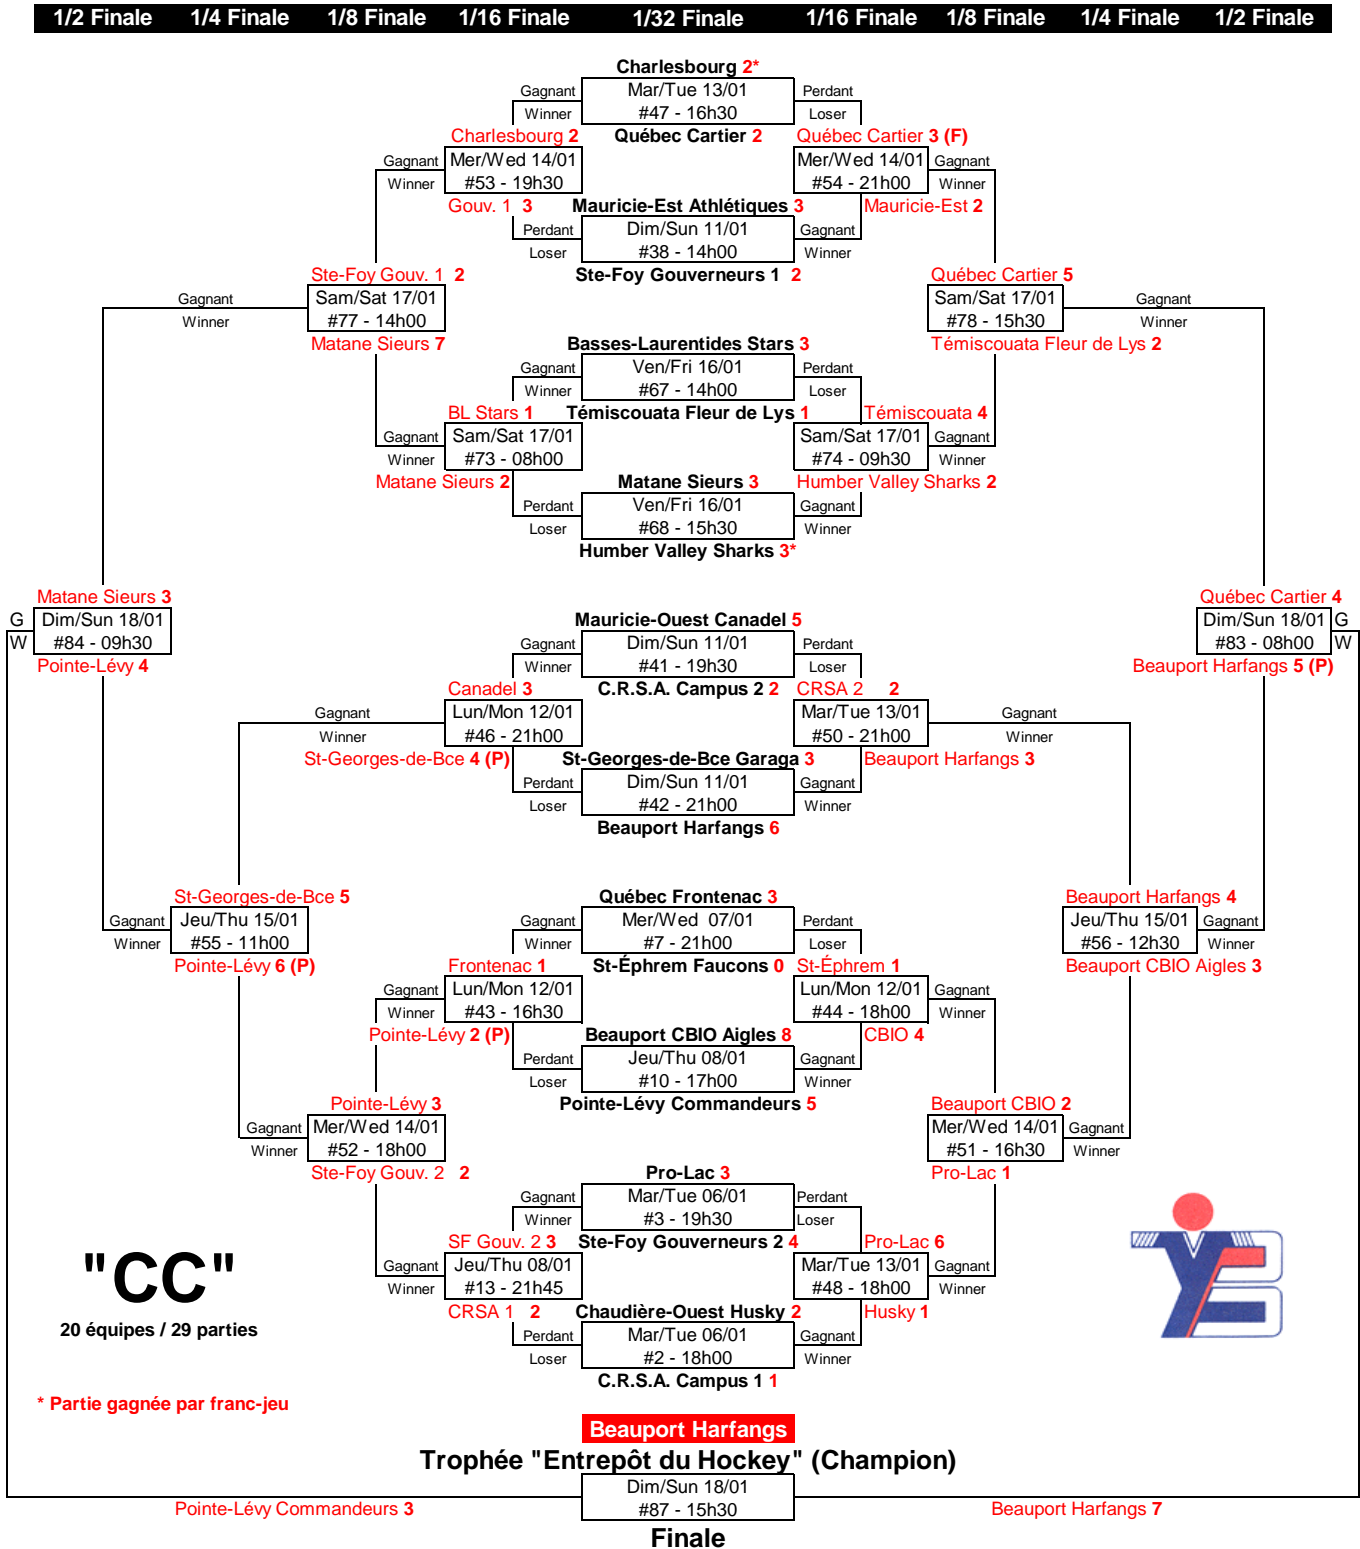 1/2 Finale 1/4 Finale 1/8 Finale 1/16 Finale 1/32 Finale 1/16 Finale 1/8 Finale 1/4 Finale 1/2 Finale
Charlesbourg 2*
Gagnant Mar/Tue 13/01 Perdant
Winner #47 - 16h30 Loser
Charlesbourg 2 Québec Cartier 2 Québec Cartier 3 (F)
Gagnant Mer/Wed 14/01 Mer/Wed 14/01 Gagnant
Winner #53 - 19h30 #54 - 21h00 Winner
Gouv. 1 3 Mauricie-Est Athlétiques 3 Mauricie-Est 2
Perdant Dim/Sun 11/01 Gagnant
Loser #38 - 14h00 Winner
Ste-Foy Gouv. 1 2 Ste-Foy Gouverneurs 1 2 Québec Cartier 5
Gagnant Sam/Sat 17/01 Sam/Sat 17/01 Gagnant
Winner #77 - 14h00 #78 - 15h30 Winner
Matane Sieurs 7 Basses-Laurentides Stars 3 Témiscouata Fleur de Lys 2
Gagnant Ven/Fri 16/01 Perdant
Winner #67 - 14h00 Loser
BL Stars 1 Témiscouata Fleur de Lys 1 Témiscouata 4
Gagnant Sam/Sat 17/01 Sam/Sat 17/01 Gagnant
Winner #73 - 08h00 #74 - 09h30 Winner
Matane Sieurs 2 Matane Sieurs 3 Humber Valley Sharks 2
Perdant Ven/Fri 16/01 Gagnant
Loser #68 - 15h30 Winner
Humber Valley Sharks 3*
Matane Sieurs 3 Québec Cartier 4
G Dim/Sun 18/01 Mauricie-Ouest Canadel 5 Dim/Sun 18/01 G
W #84 - 09h30 Gagnant Dim/Sun 11/01 Perdant #83 - 08h00 W
Pointe-Lévy 4 Winner #41 - 19h30 Loser Beauport Harfangs 5 (P)
Canadel 3 C.R.S.A. Campus 2 2 CRSA 2 2
Gagnant Lun/Mon 12/01 Mar/Tue 13/01 Gagnant
Winner #46 - 21h00 #50 - 21h00 Winner
St-Georges-de-Bce 4 (P) St-Georges-de-Bce Garaga 3 Beauport Harfangs 3
Perdant Dim/Sun 11/01 Gagnant
Loser #42 - 21h00 Winner
Beauport Harfangs 6
St-Georges-de-Bce 5 Québec Frontenac 3 Beauport Harfangs 4
Gagnant Jeu/Thu 15/01 Gagnant Mer/Wed 07/01 Perdant Jeu/Thu 15/01 Gagnant
Winner #55 - 11h00 Winner #7 - 21h00 Loser #56 - 12h30 Winner
Pointe-Lévy 6 (P) Frontenac 1 St-Éphrem Faucons 0 St-Éphrem 1 Beauport CBIO Aigles 3
Gagnant Lun/Mon 12/01 Lun/Mon 12/01 Gagnant
Winner #43 - 16h30 #44 - 18h00 Winner
Pointe-Lévy 2 (P) Beauport CBIO Aigles 8 CBIO 4
Perdant Jeu/Thu 08/01 Gagnant
Loser #10 - 17h00 Winner
Pointe-Lévy 3 Pointe-Lévy Commandeurs 5 Beauport CBIO 2
Gagnant Mer/Wed 14/01 Mer/Wed 14/01 Gagnant
Winner #52 - 18h00 #51 - 16h30 Winner
Ste-Foy Gouv. 2 2 Pro-Lac 3 Pro-Lac 1
Gagnant Mar/Tue 06/01 Perdant
Winner #3 - 19h30 Loser
SF Gouv. 2 3 Ste-Foy Gouverneurs 2 4 Pro-Lac 6
Gagnant Jeu/Thu 08/01 Mar/Tue 13/01 Gagnant
Winner #13 - 21h45 #48 - 18h00 Winner
"CC"
CRSA 1 2 Chaudière-Ouest Husky 2 Husky 1
20 équipes / 29 parties
Perdant Mar/Tue 06/01 Gagnant
Loser #2 - 18h00 Winner
C.R.S.A. Campus 1 1
* Partie gagnée par franc-jeu
Beauport Harfangs
Trophée "Entrepôt du Hockey" (Champion)
Dim/Sun 18/01
Pointe-Lévy Commandeurs 3 #87 - 15h30 Beauport Harfangs 7
Finale